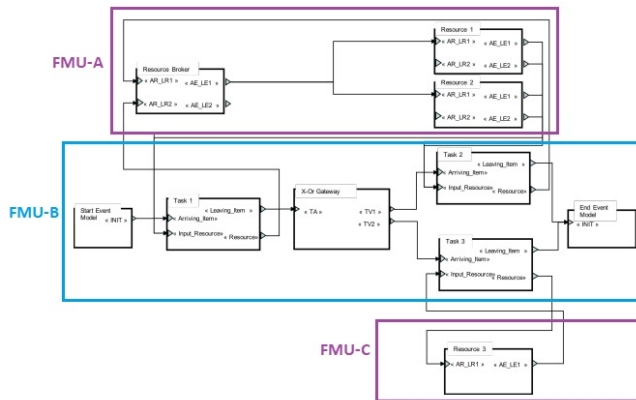 FMU-A
Resource Broker
« AR_LR1 »
« AE_LE1 »
« AR_LR2 »
« AE_LE2 »
Resource 1
« AR_LR1 »
« AE_LE1 »
« AR_LR2 »
« AE_LE2 »
Resource 2
« AR_LR1 »
« AE_LE1 »
« AR_LR2 »
« AE_LE2 »
FMU-B
Start Event
Model
« INIT »
Task 1
« Leaving_Item »
« Arriving_Item»
« Input_Resource»
« Resource»
X-Or Gateway
« TA »
« TV1 »
« TV2 »
Task 2
« Leaving_Item »
« Arriving_Item»
« Input_Resource»
« Resource»
Task 3
« Leaving_Item »
« Arriving_Item»
« Input_Resource»
« Resource»
End Event
Model
« INIT »
FMU-C
Resource 3
« AR_LR1 »
« AE_LE1 »